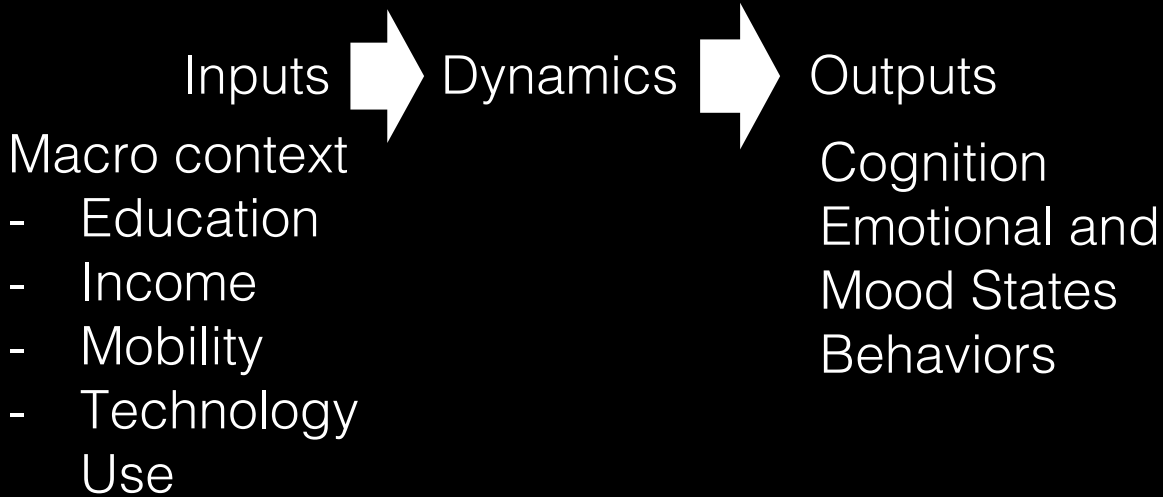 Inputs Dynamics Outputs
Macro context
- Education
- Income
- Mobility
- Technology
Use
Cognition
Emotional and
Mood States
Behaviors